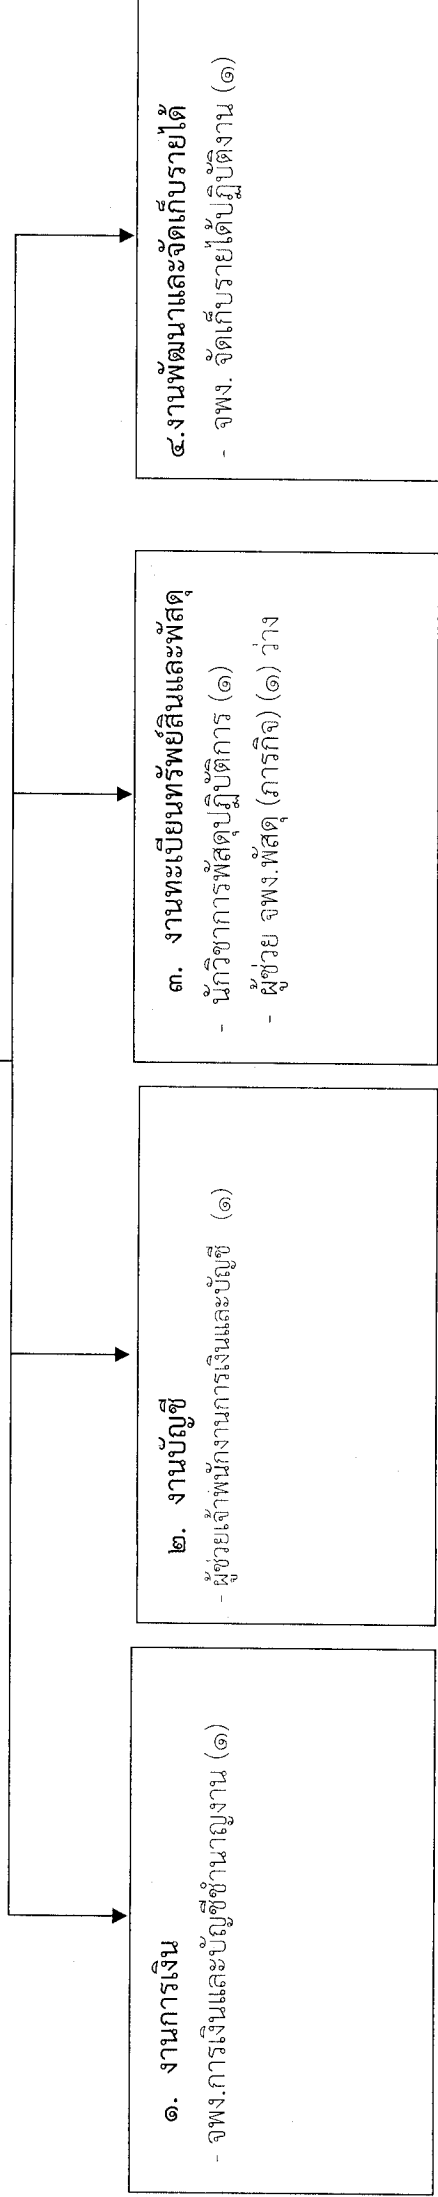 ๑. งานการเงิน
- จพง.การเงินและบัญชีชำนาญงาน (๑)
๒. งานบัญชี
- ผู้ช่วยเจ้าพนักงานการเงินและบัญชี (๑)
๓. งานทะเบียนทรัพย์สินและพัสดุ
- นักวิชาการพัสดุปฏิบัติการ (๑)
- ผู้ช่วย จพง.พัสดุ (ภารกิจ) (๑) ว่าง
๔.งานพัฒนาและจัดเก็บรายได้
- จพง. จัดเก็บรายได้ปฏิบัติงาน (๑)